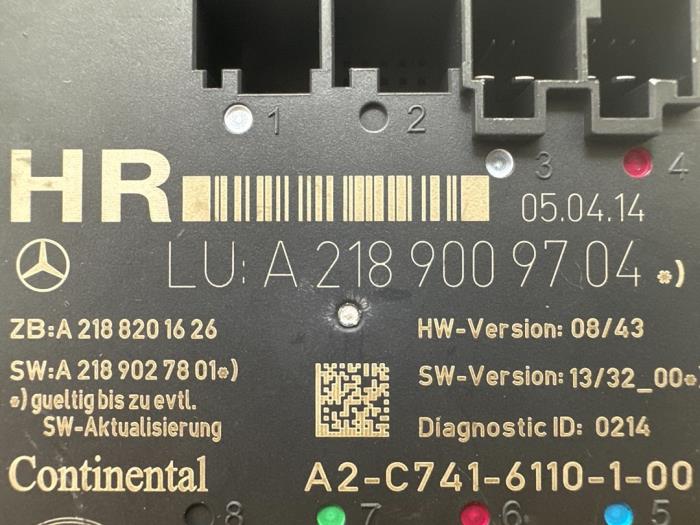 1 2 3 4
HR 05.04.14
LU: A 218 900 97 04 *)
ZB:A 218 820 16 26 HW-Version: 08/43
SW:A 218 902 78 01*) SW-Version: 13/32_00*)
*) gueltig bis zu evtl.
SW-Aktualisierung Diagnostic ID: 0214
Continental A2-C741-6110-1-00
8 7 6 5